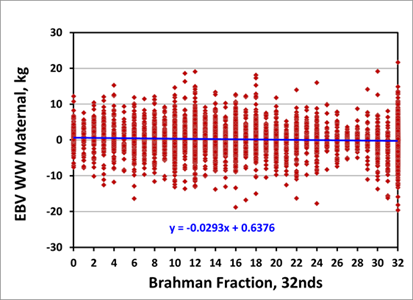 30
20
10
0
-10
-20
-30
EBV WW Maternal, kg
y = -0.0293x + 0.6376
0 2 4 6 8 10 12 14 16 18 20 22 24 26 28 30 32
Brahman Fraction, 32nds